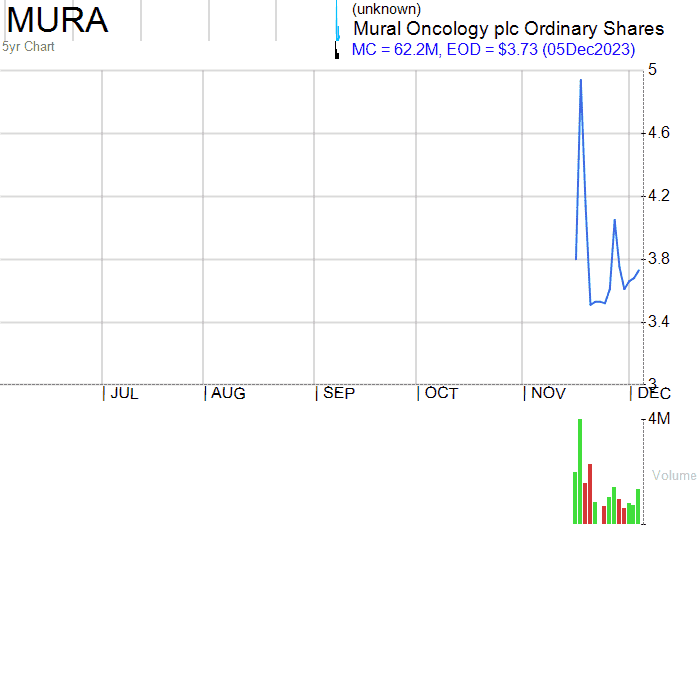 MURA
5yr Chart
(unknown)
Mural Oncology plc Ordinary Shares
MC = 62.2M, EOD = $3.73 (05Dec2023)
5
4.6
4.2
3.8
3.4
3
JUL AUG SEP OCT NOV DEC
4M
Volume